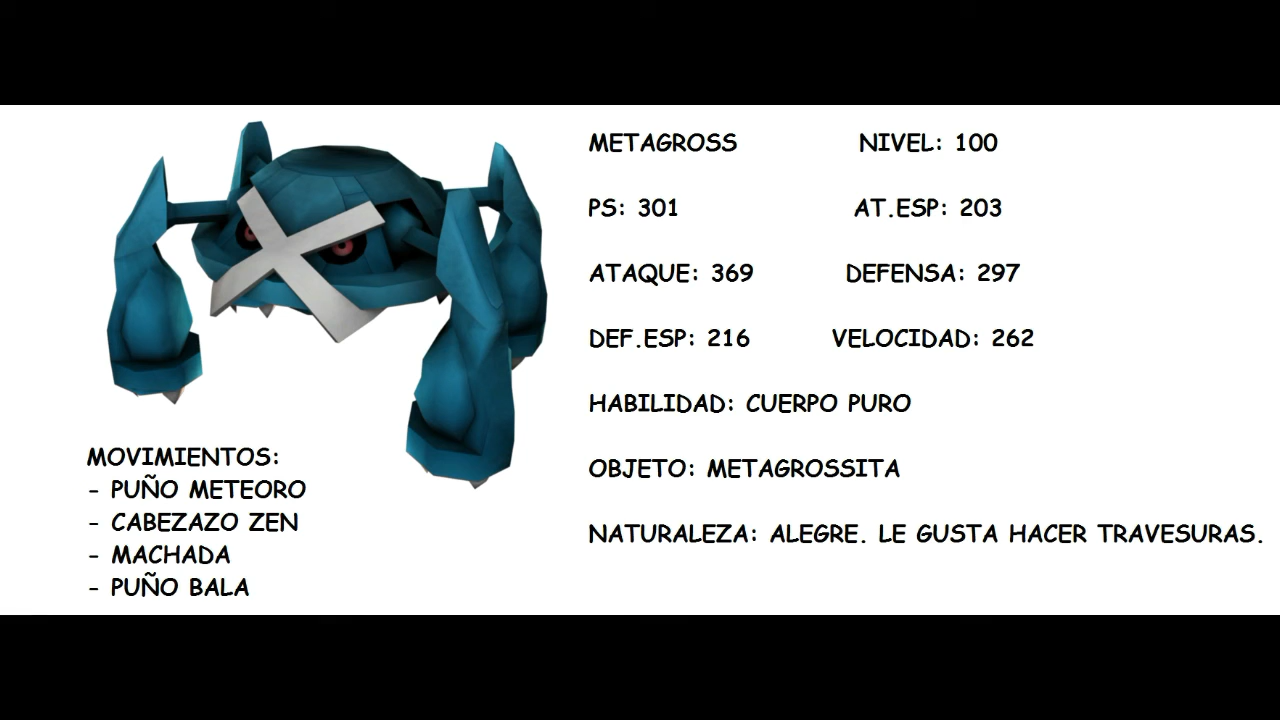 METAGROSS NIVEL: 100
PS: 301 AT.ESP: 203
ATAQUE: 369 DEFENSA: 297
DEF.ESP: 216 VELOCIDAD: 262
HABILIDAD: CUERPO PURO
OBJETO: METAGROSSITA
NATURALEZA: ALEGRE. LE GUSTA HACER TRAVESURAS.
MOVIMIENTOS:
- PUÑO METEORO
- CABEZAZO ZEN
- MACHADA
- PUÑO BALA